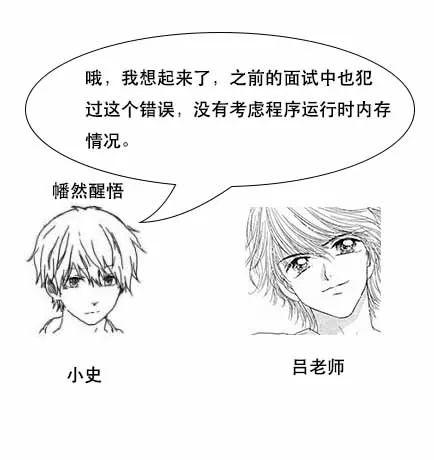 哦，我想起来了，之前的面试中也犯
过这个错误，没有考虑程序运行时内存
情况。
幡然醒悟
小史
吕老师